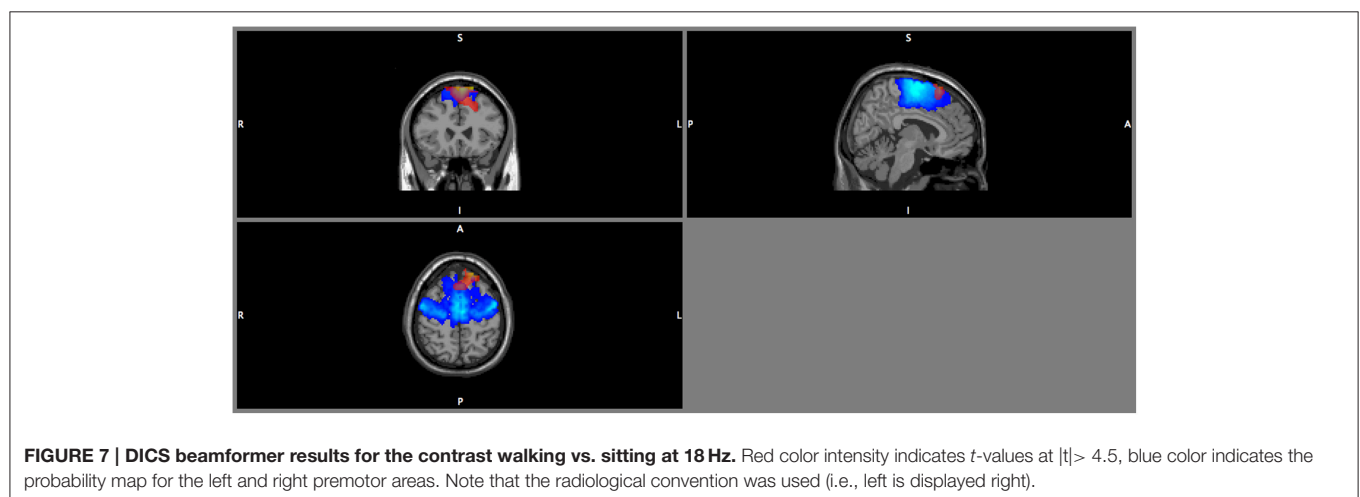 S
R
L
I
S
P
A
I
A
R
L
P
FIGURE 7 | DICS beamformer results for the contrast walking vs. sitting at 18 Hz. Red color intensity indicates t-values at |t|> 4.5, blue color indicates the
probability map for the left and right premotor areas. Note that the radiological convention was used (i.e., left is displayed right).